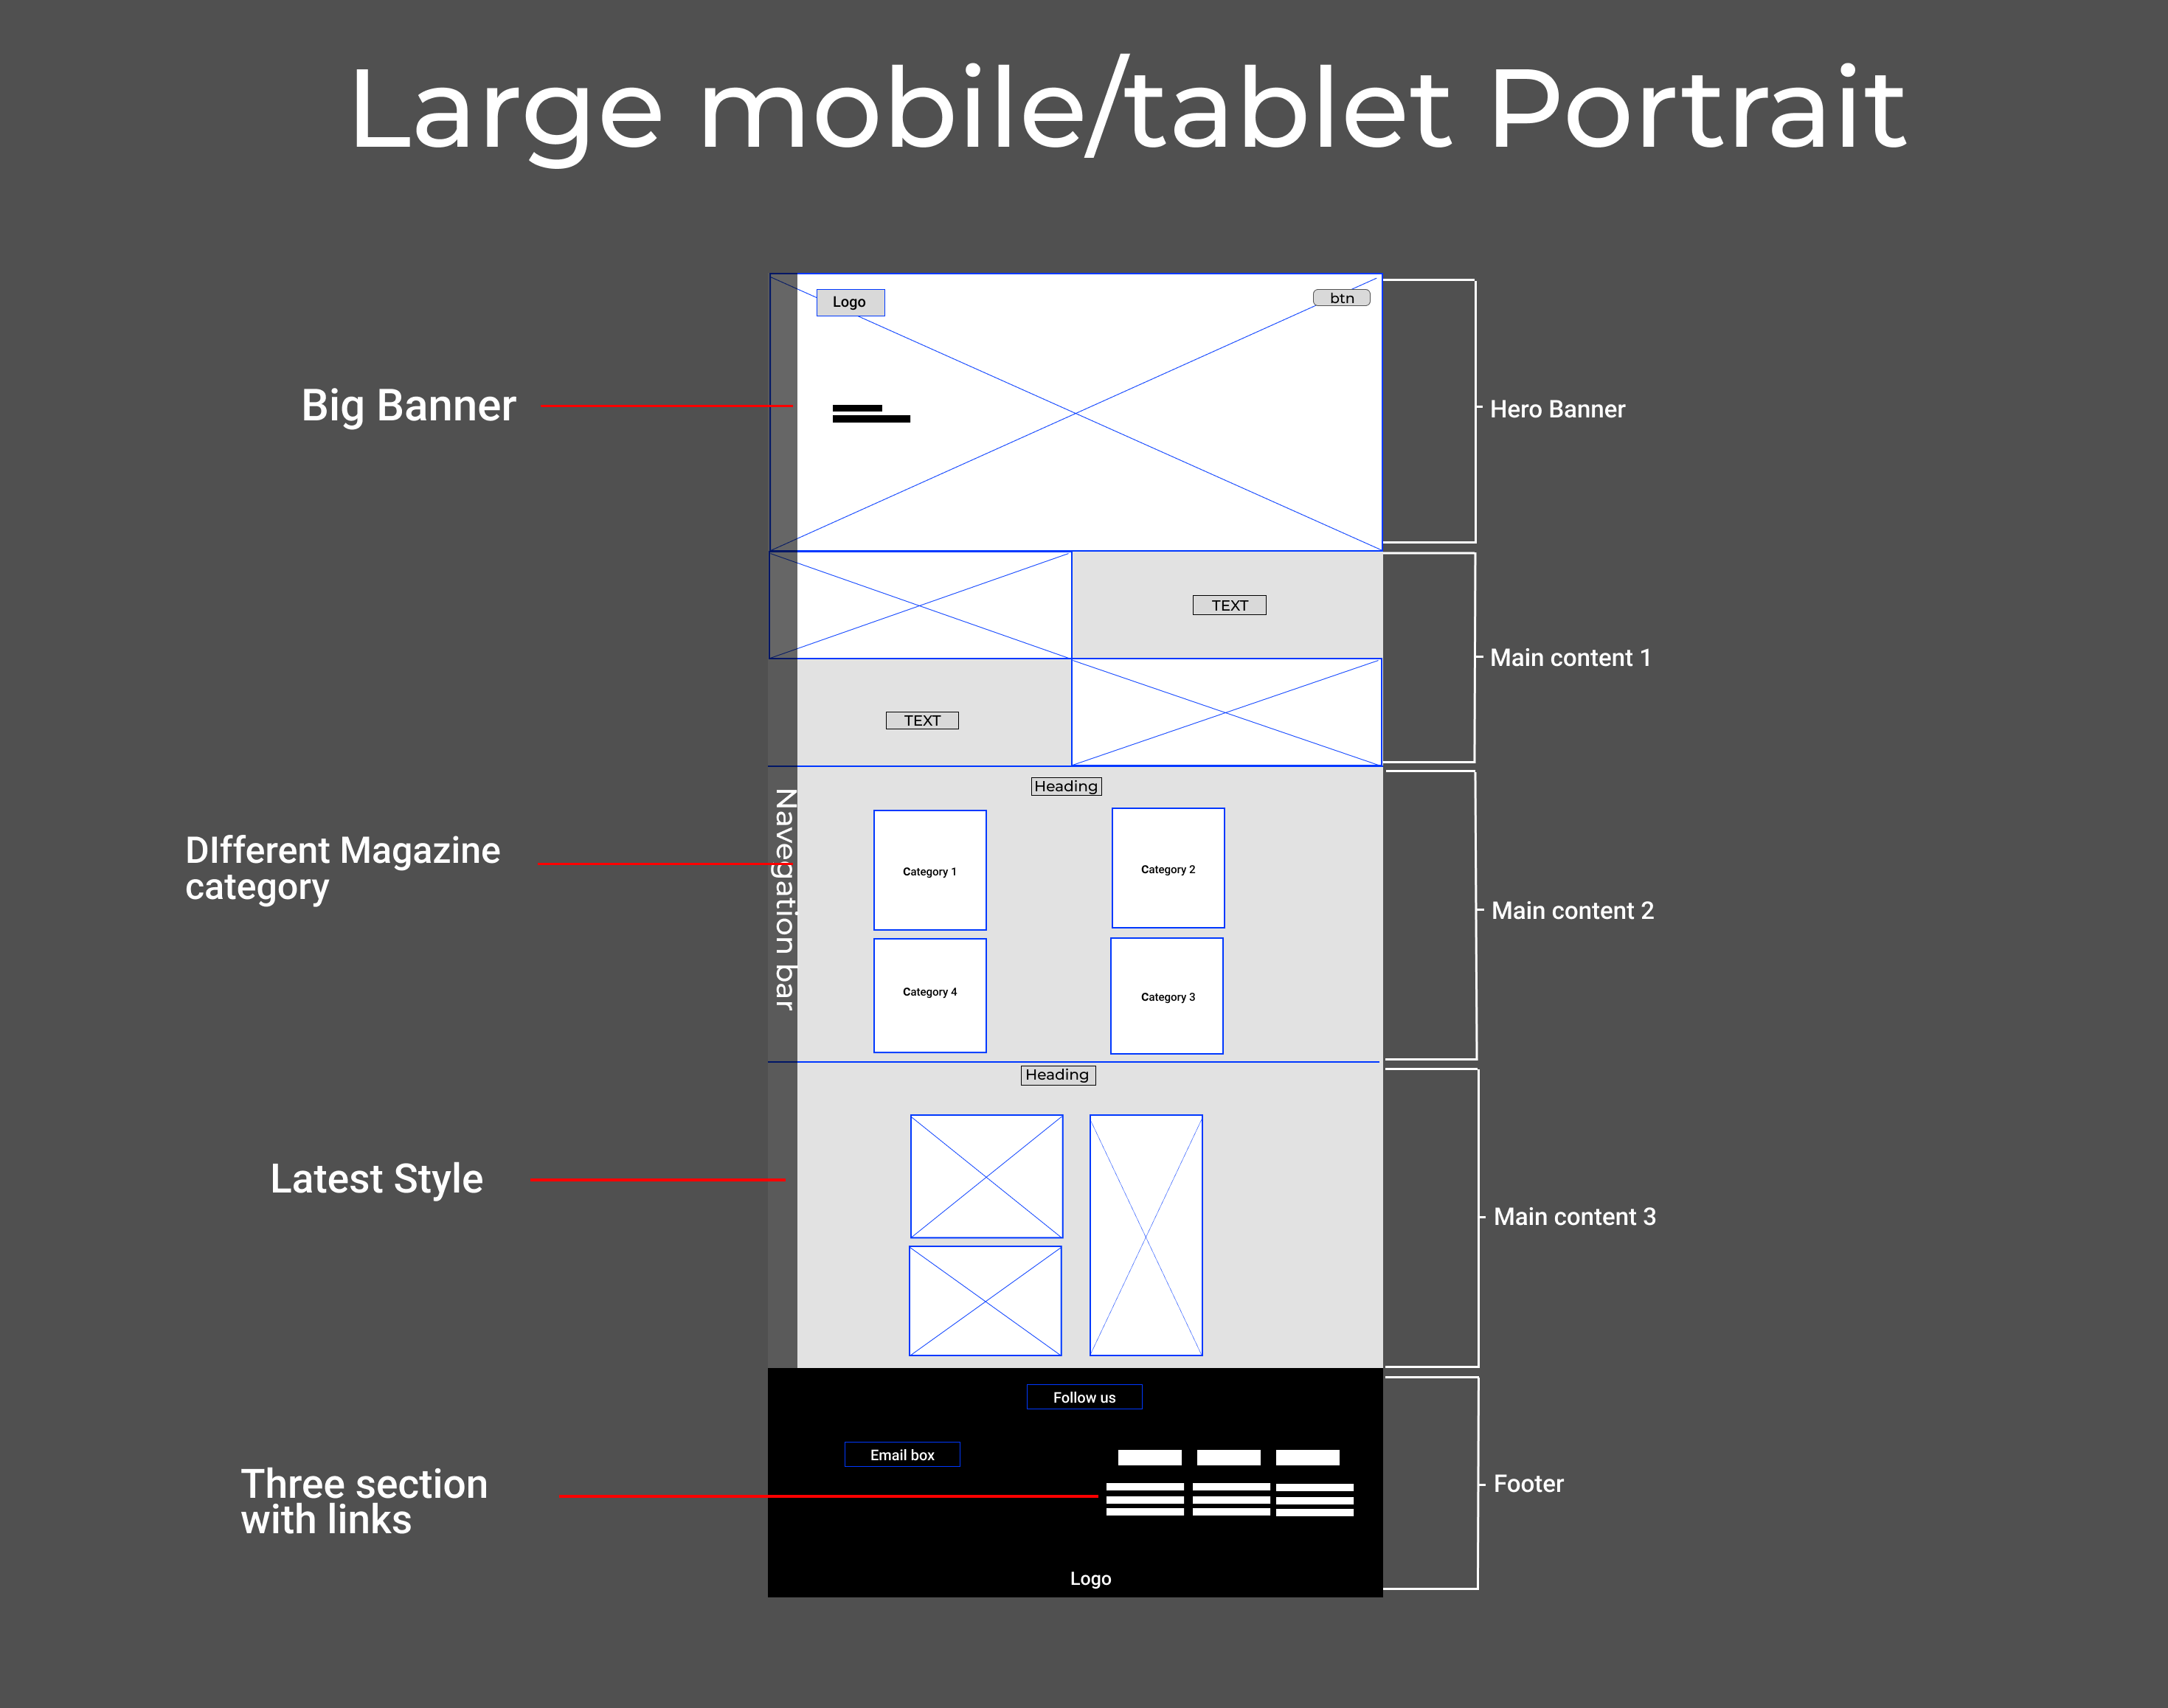 Large mobile/tablet Portrait
Logo
btn
Big Banner
Hero Banner
TEXT
Main content 1
TEXT
Heading
Navegation bar
DIfferent Magazine
category
Category 1
Category 2
Main content 2
Category 4
Category 3
Heading
Latest Style
Main content 3
Follow us
Email box
Three section
with links
Footer
Logo